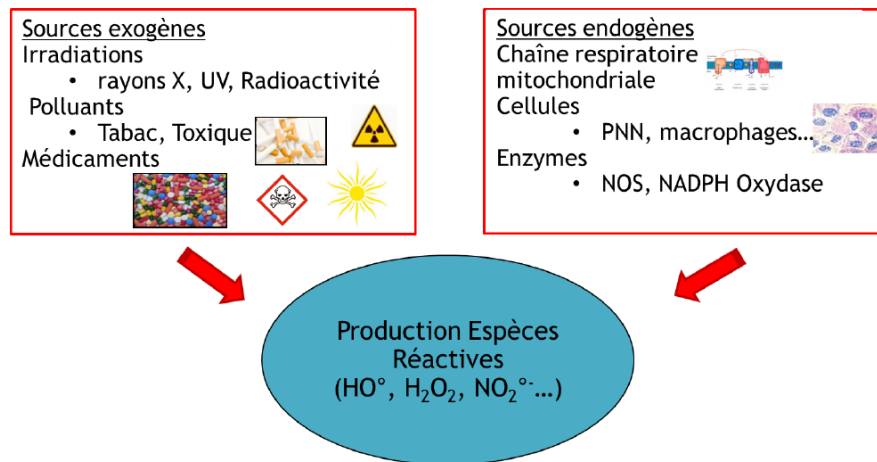 Sources exogènes
Irradiations
• rayons X, UV, Radioactivité
Polluants
• Tabac, Toxique
Médicaments
Sources endogènes
Chaîne respiratoire
mitochondriale
Cellules
• PNN, macrophages…
Enzymes
• NOS, NADPH Oxydase
Production Espèces
Réactives
(HO°, H₂O₂, NO₂°⁻…)